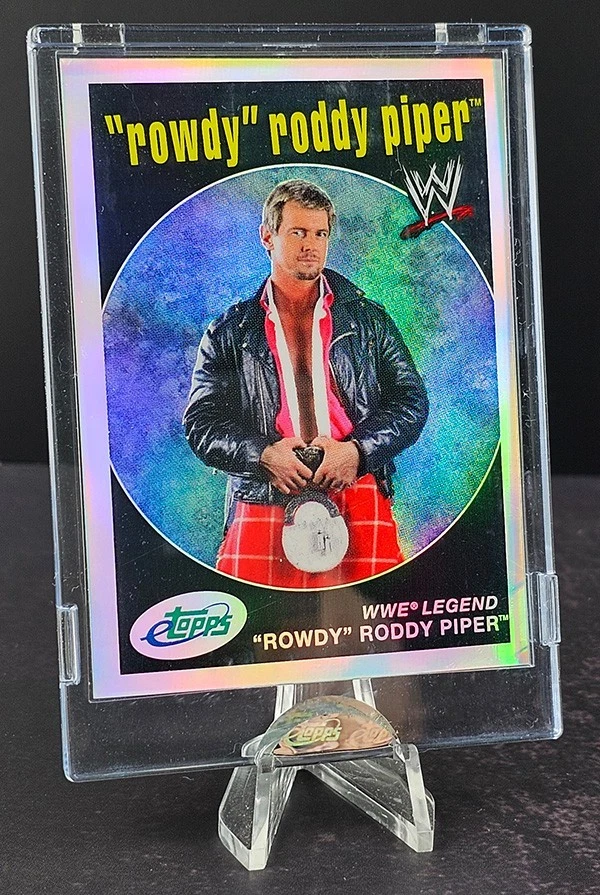 "rowdy" roddy piper™
W
eTopps
WWE® LEGEND
"ROWDY" RODDY PIPER™
eTopps